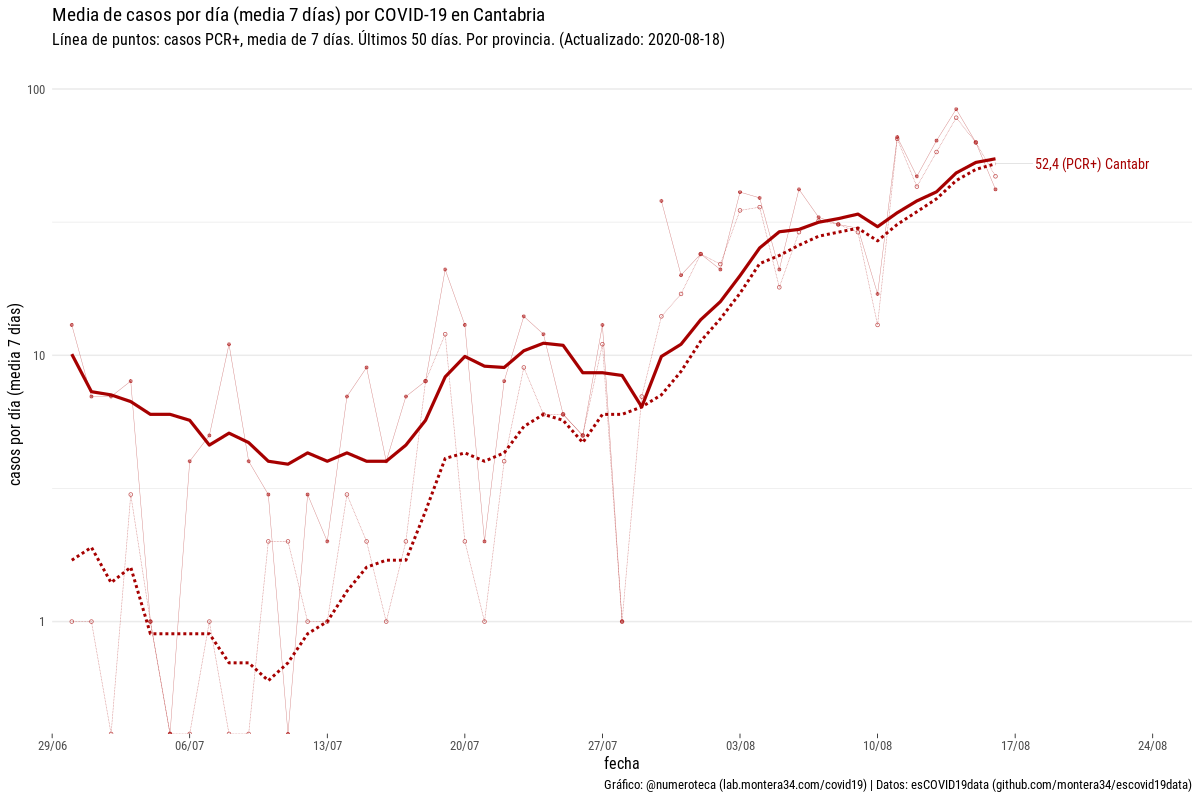 Media de casos por día (media 7 días) por COVID-19 en Cantabria
Línea de puntos: casos PCR+, media de 7 días. Últimos 50 días. Por provincia. (Actualizado: 2020-08-18)
100
10
1
casos por día (media 7 días)
52,4 (PCR+) Cantabr
29/06 06/07 13/07 20/07 27/07 03/08 10/08 17/08 24/08
fecha
Gráfico: @numeroteca (lab.montera34.com/covid19) | Datos: esCOVID19data (github.com/montera34/escovid19data)